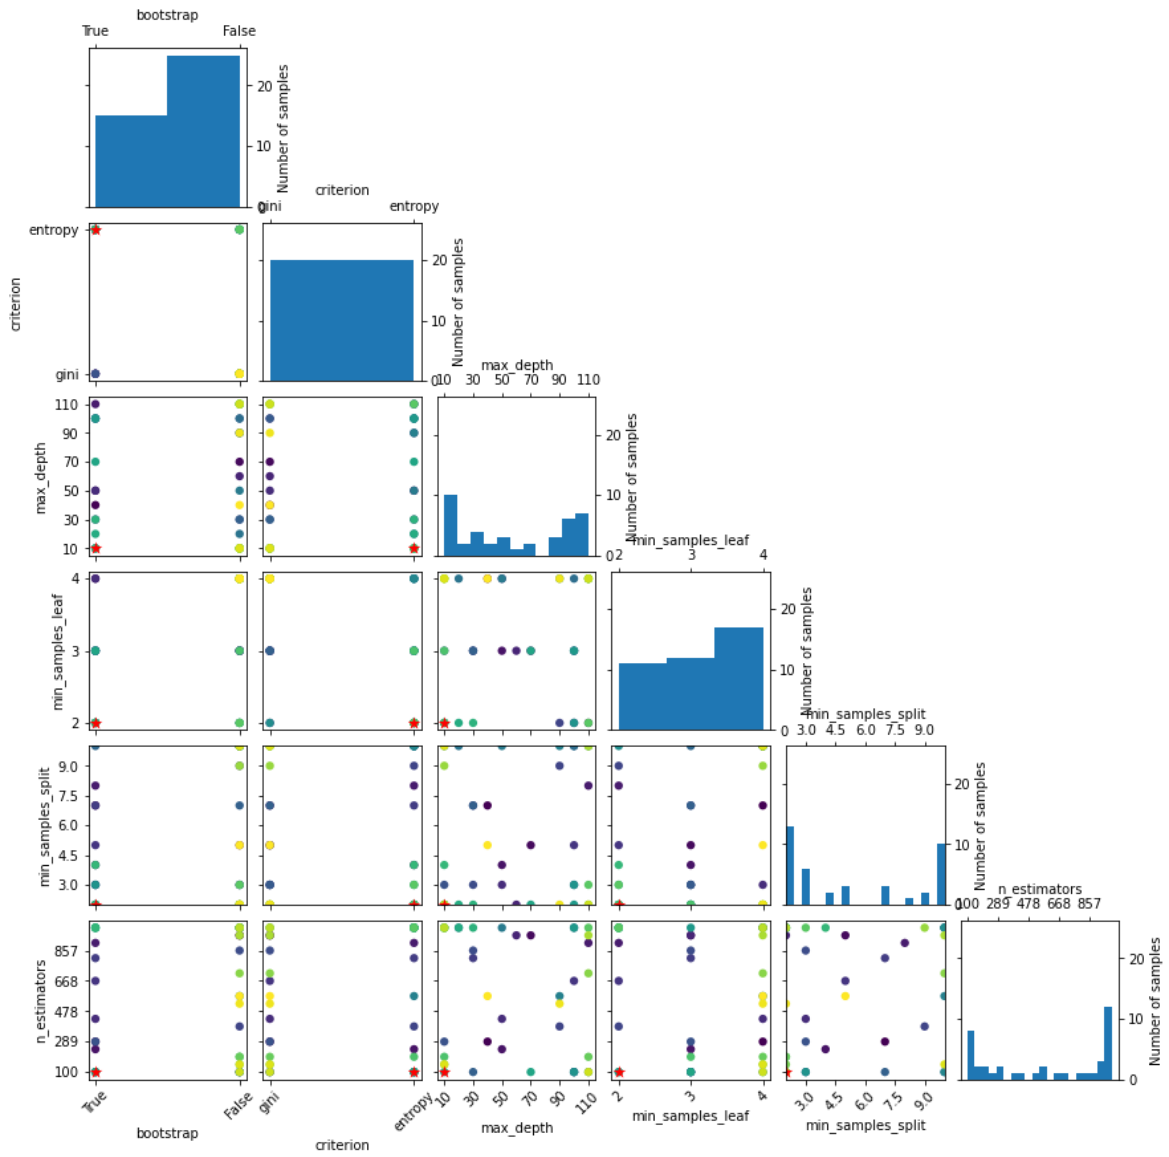 bootstrap
True False
20
10
0
Number of samples
criterion
gini entropy
entropy
gini
criterion
20
10
0
Number of samples
max_depth
10 30 50 70 90 110
110
90
70
50
30
10
max_depth
20
10
0
Number of samples
min_samples_leaf
2 3 4
4
3
2
min_samples_leaf
20
10
0
Number of samples
min_samples_split
3.0 4.5 6.0 7.5 9.0
9.0
7.5
6.0
4.5
3.0
min_samples_split
20
10
0
Number of samples
n_estimators
100 289 478 668 857
857
668
478
289
100
n_estimators
20
10
0
Number of samples
True False
bootstrap
gini entropy
criterion
10 30 50 70 90 110
max_depth
2 3 4
min_samples_leaf
3.0 4.5 6.0 7.5 9.0
min_samples_split